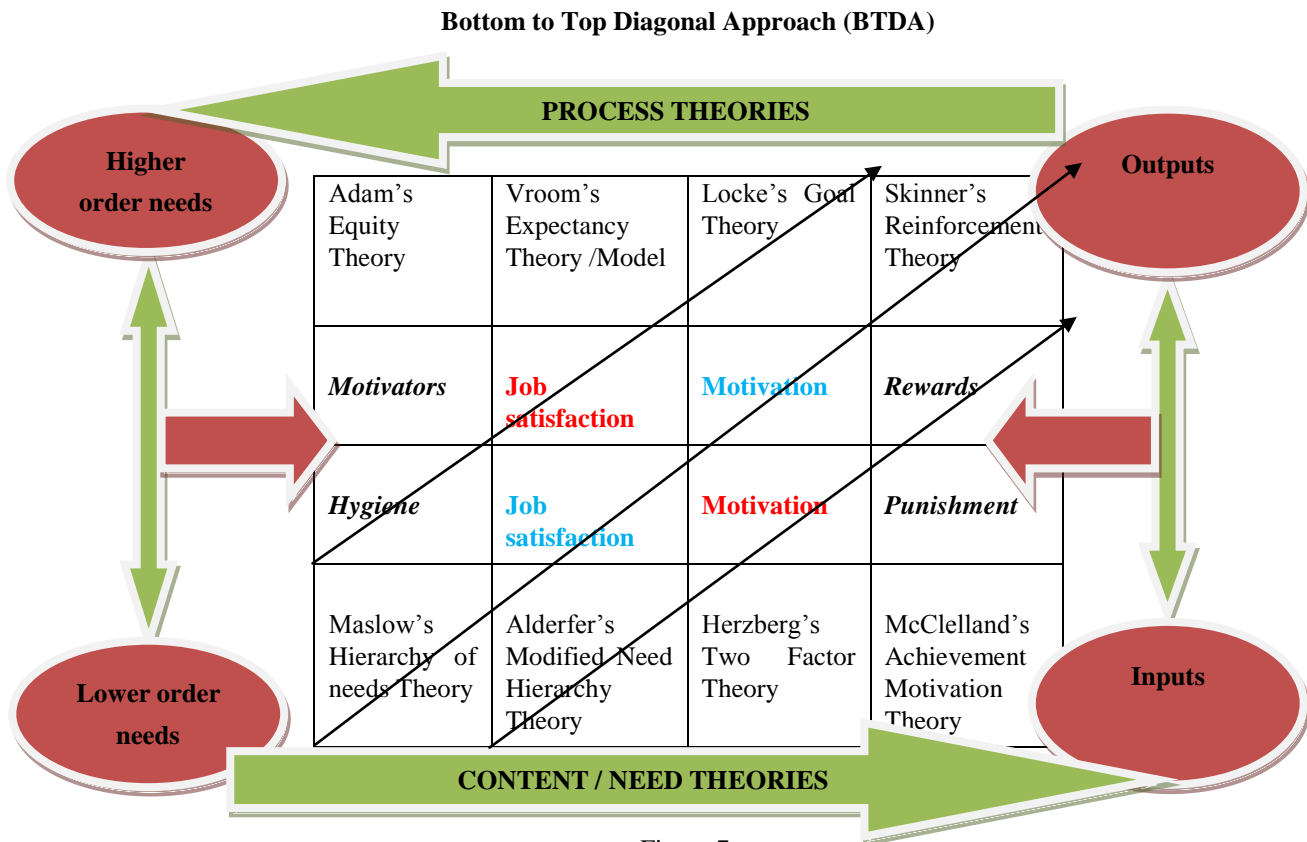 Bottom to Top Diagonal Approach (BTDA)
PROCESS THEORIES
Higher
order needs
Outputs
Adam’s
Equity
Theory
Vroom’s
Expectancy
Theory /Model
Locke’s Goal
Theory
Skinner’s
Reinforcement
Theory
Motivators
Job
satisfaction
Motivation
Rewards
Hygiene
Job
satisfaction
Motivation
Punishment
Maslow’s
Hierarchy of
needs Theory
Alderfer’s
Modified Need
Hierarchy
Theory
Herzberg’s
Two Factor
Theory
McClelland’s
Achievement
Motivation
Theory
Lower order
needs
Inputs
CONTENT / NEED THEORIES